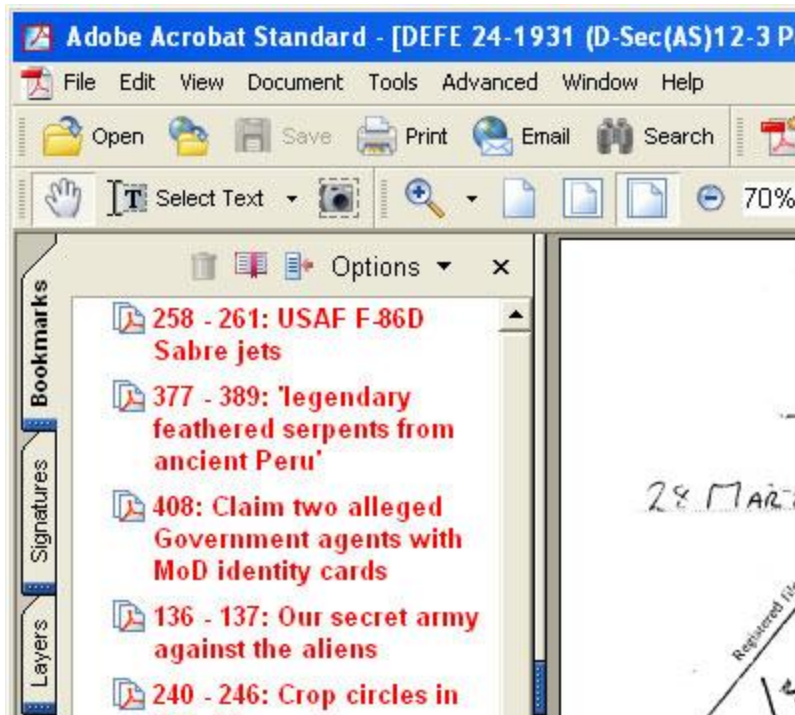 Adobe Acrobat Standard - [DEFE 24-1931 (D-Sec(AS)12-3 P
File Edit View Document Tools Advanced Window Help
Open Save Print Email Search
T Select Text 70%
Options
Bookmarks
258 - 261: USAF F-86D
Sabre jets
377 - 389: 'legendary
feathered serpents from
ancient Peru'
Signatures
408: Claim two alleged
Government agents with
MoD identity cards
Layers
136 - 137: Our secret army
against the aliens
240 - 246: Crop circles in
28
Registered